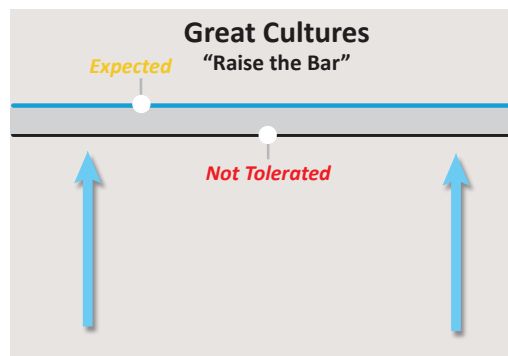 Great Cultures
“Raise the Bar”
Expected
Not Tolerated